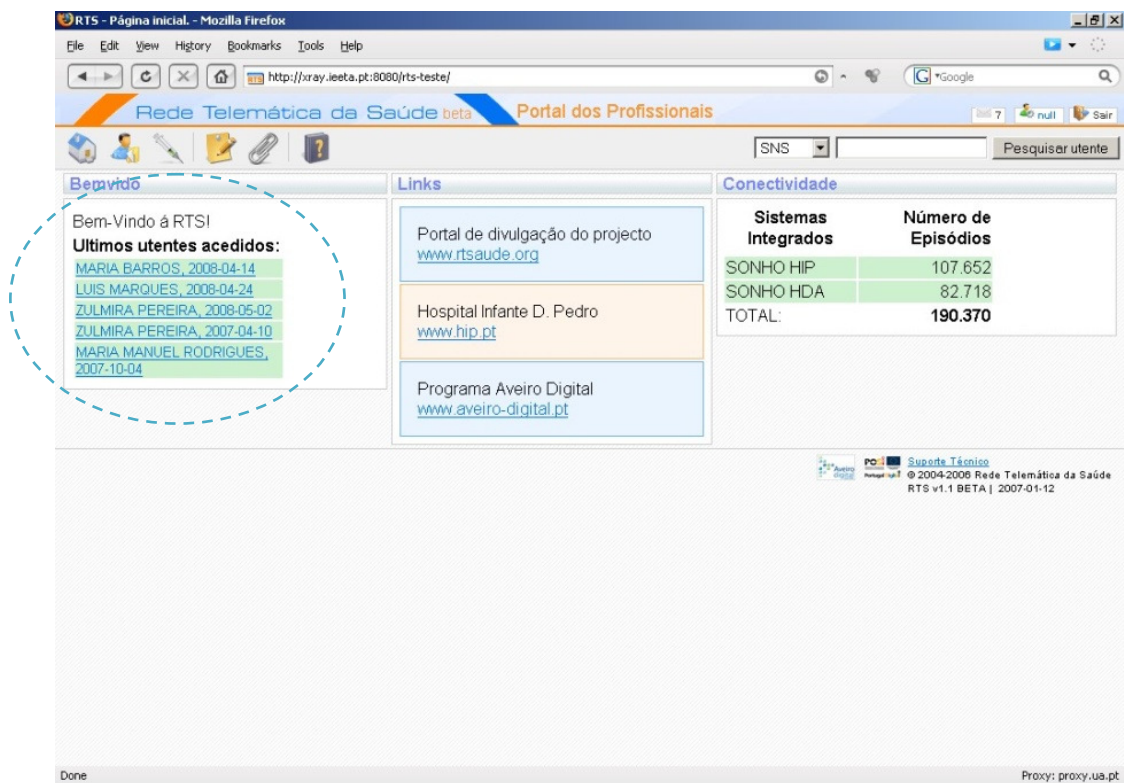 RTS - Página inicial. - Mozilla Firefox
File Edit View History Bookmarks Tools Help
RTS http://xray.ieeta.pt:8080/rts-teste/ G Google
Rede Telemática da Saúde beta Portal dos Profissionais 7 null Sair
SNS Pesquisar utente
Bemvido
Bem-Vindo á RTS!
Ultimos utentes acedidos:
MARIA BARROS, 2008-04-14
LUIS MARQUES, 2008-04-24
ZULMIRA PEREIRA, 2008-05-02
ZULMIRA PEREIRA, 2007-04-10
MARIA MANUEL RODRIGUES,
2007-10-04
Links
Portal de divulgação do projecto
www.rtsaude.org
Hospital Infante D. Pedro
www.hip.pt
Programa Aveiro Digital
www.aveiro-digital.pt
Conectividade
Sistemas Integrados Número de Episódios
SONHO HIP 107.652
SONHO HDA 82.718
TOTAL: 190.370
Aveiro digital
Suporte Técnico
© 2004-2006 Rede Telemática da Saúde
RTS v1.1 BETA | 2007-01-12
Done Proxy: proxy.ua.pt